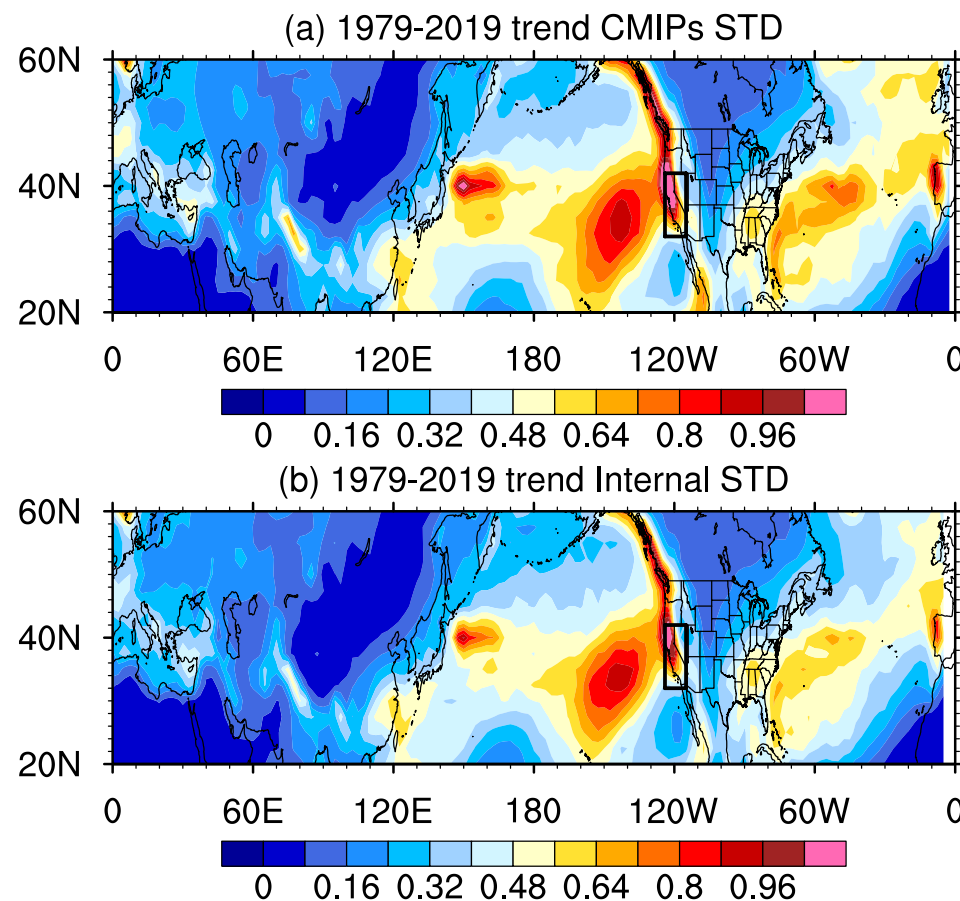 (a) 1979-2019 trend CMIPs STD
60N
40N
20N
0 60E 120E 180 120W 60W 0
0 0.16 0.32 0.48 0.64 0.8 0.96
(b) 1979-2019 trend Internal STD
60N
40N
20N
0 60E 120E 180 120W 60W 0
0 0.16 0.32 0.48 0.64 0.8 0.96